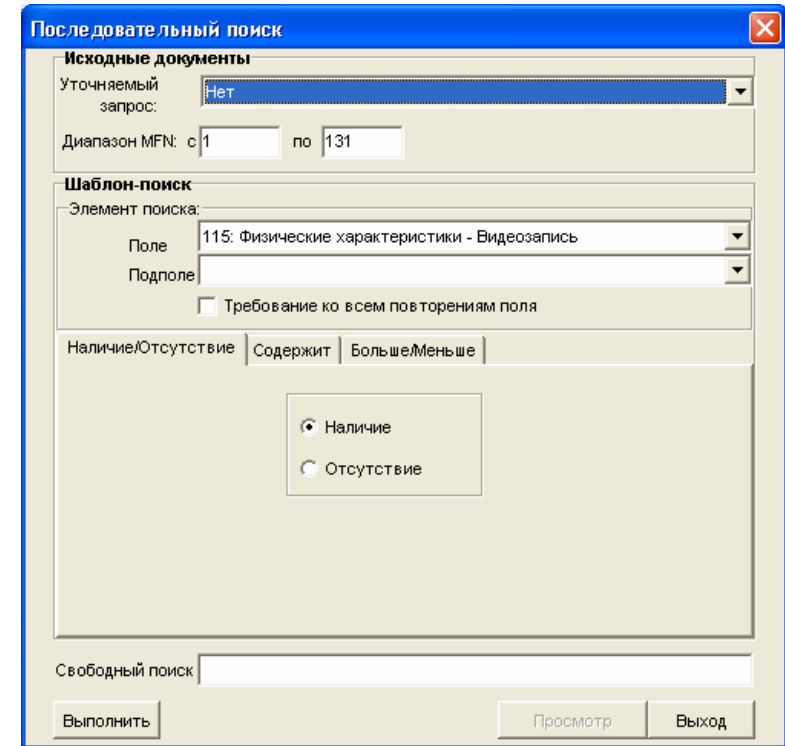 Последовательный поиск
Исходные документы
Уточняемый
запрос:
Нет
Диапазон MFN: с 1 по 131
Шаблон-поиск
Элемент поиска:
Поле 115: Физические характеристики - Видеозапись
Подполе
Требование ко всем повторениям поля
Наличие/Отсутствие Содержит Больше/Меньше
Наличие
Отсутствие
Свободный поиск
Выполнить Просмотр Выход